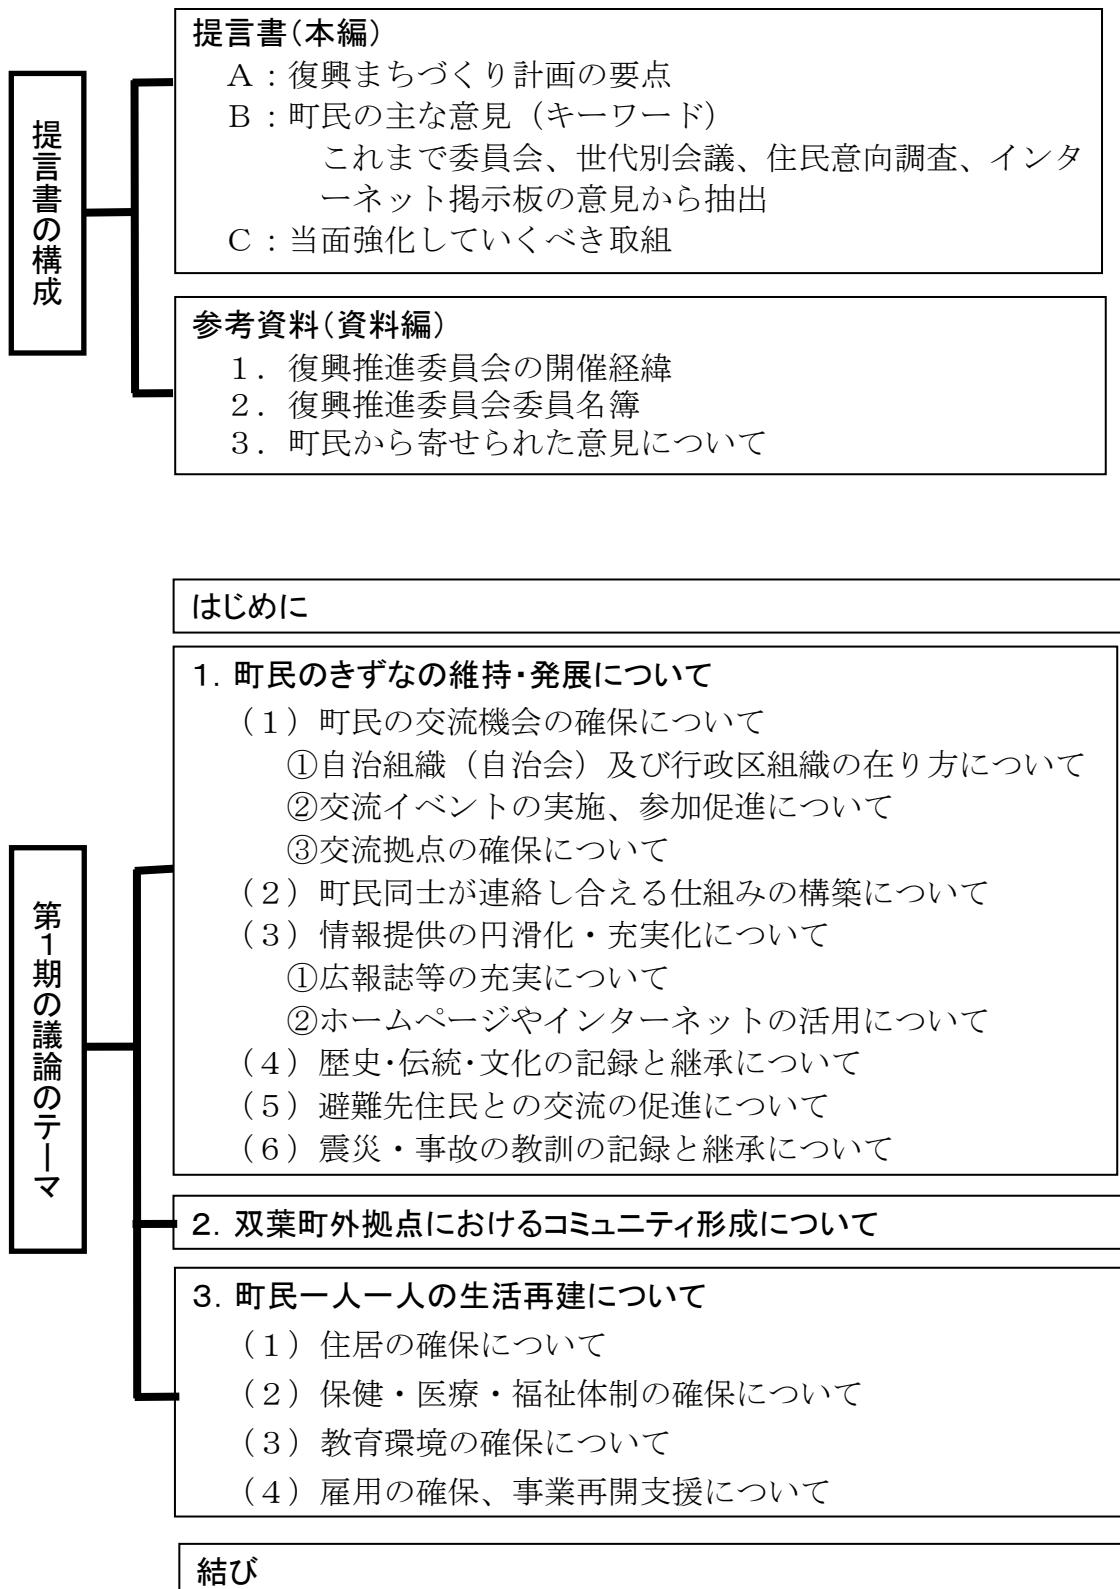 提言書の構成
提言書(本編)
A:復興まちづくり計画の要点
B:町民の主な意見(キーワード)
これまで委員会、世代別会議、住民意向調査、インタ
ーネット掲示板の意見から抽出
C:当面強化していくべき取組
参考資料(資料編)
1.復興推進委員会の開催経緯
2.復興推進委員会委員名簿
3.町民から寄せられた意見について
第1期の議論のテーマ
はじめに
1.町民のきずなの維持・発展について
(1)町民の交流機会の確保について
①自治組織(自治会)及び行政区組織の在り方について
②交流イベントの実施、参加促進について
③交流拠点の確保について
(2)町民同士が連絡し合える仕組みの構築について
(3)情報提供の円滑化・充実化について
①広報誌等の充実について
②ホームページやインターネットの活用について
(4)歴史・伝統・文化の記録と継承について
(5)避難先住民との交流の促進について
(6)震災・事故の教訓の記録と継承について
2.双葉町外拠点におけるコミュニティ形成について
3.町民一人一人の生活再建について
(1)住居の確保について
(2)保健・医療・福祉体制の確保について
(3)教育環境の確保について
(4)雇用の確保、事業再開支援について
結び